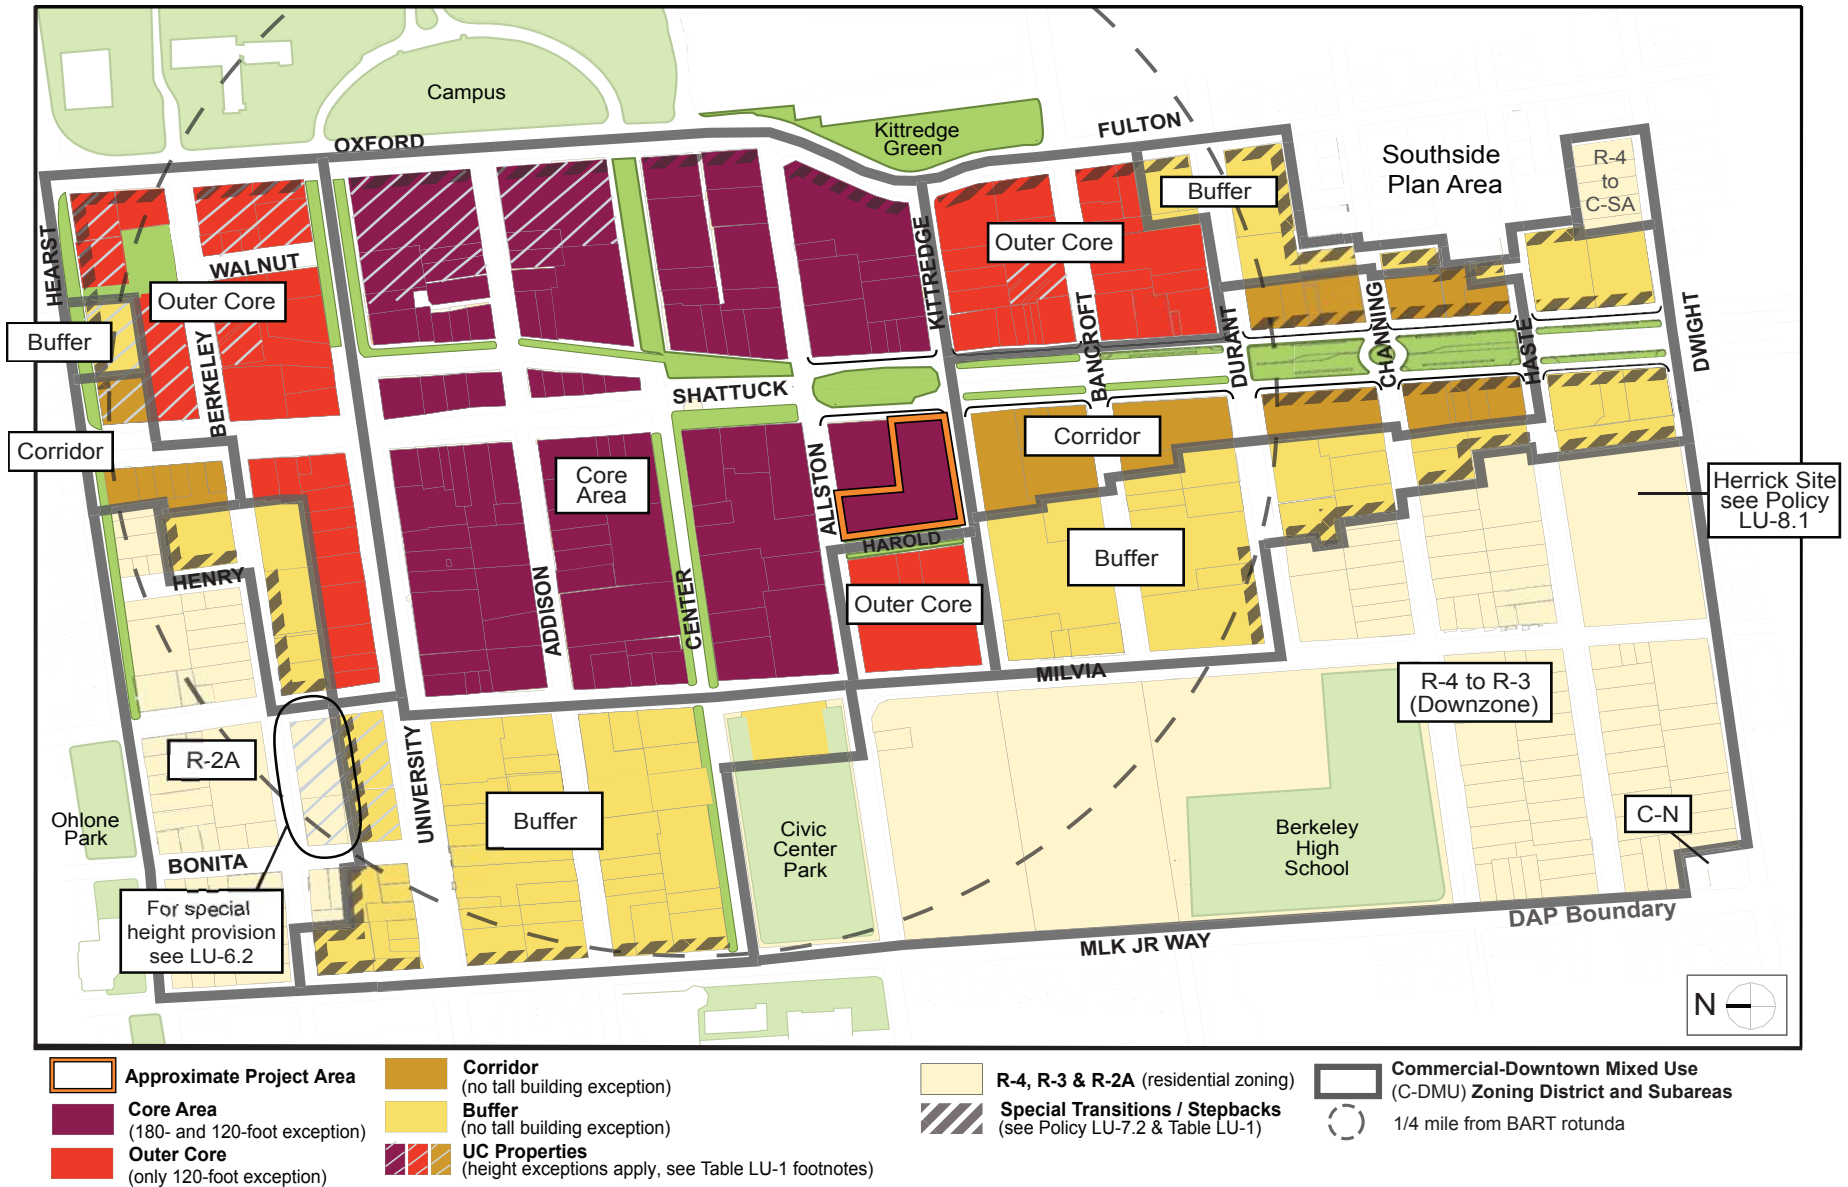 Campus
OXFORD
Kittredge
Green
FULTON
Southside
Plan Area
R-4
to
C-SA
Buffer
HEARST
WALNUT
Outer Core
KITTREDGE
Outer Core
Buffer
BERKELEY
BANCROFT
DURANT
CHANNING
HASTE
DWIGHT
SHATTUCK
Corridor
Core
Area
ALLSTON
Corridor
Herrick Site
see Policy
LU-8.1
HAROLD
Buffer
HENRY
ADDISON
CENTER
Outer Core
MILVIA
R-4 to R-3
(Downzone)
R-2A
UNIVERSITY
Buffer
Ohlone
Park
Civic
Center
Park
Berkeley
High
School
C-N
BONITA
For special
height provision
see LU-6.2
MLK JR WAY
DAP Boundary
N
Approximate Project Area
Core Area
(180- and 120-foot exception)
Outer Core
(only 120-foot exception)
Corridor
(no tall building exception)
Buffer
(no tall building exception)
UC Properties
(height exceptions apply, see Table LU-1 footnotes)
R-4, R-3 & R-2A (residential zoning)
Special Transitions / Stepbacks
(see Policy LU-7.2 & Table LU-1)
Commercial-Downtown Mixed Use
(C-DMU) Zoning District and Subareas
1/4 mile from BART rotunda